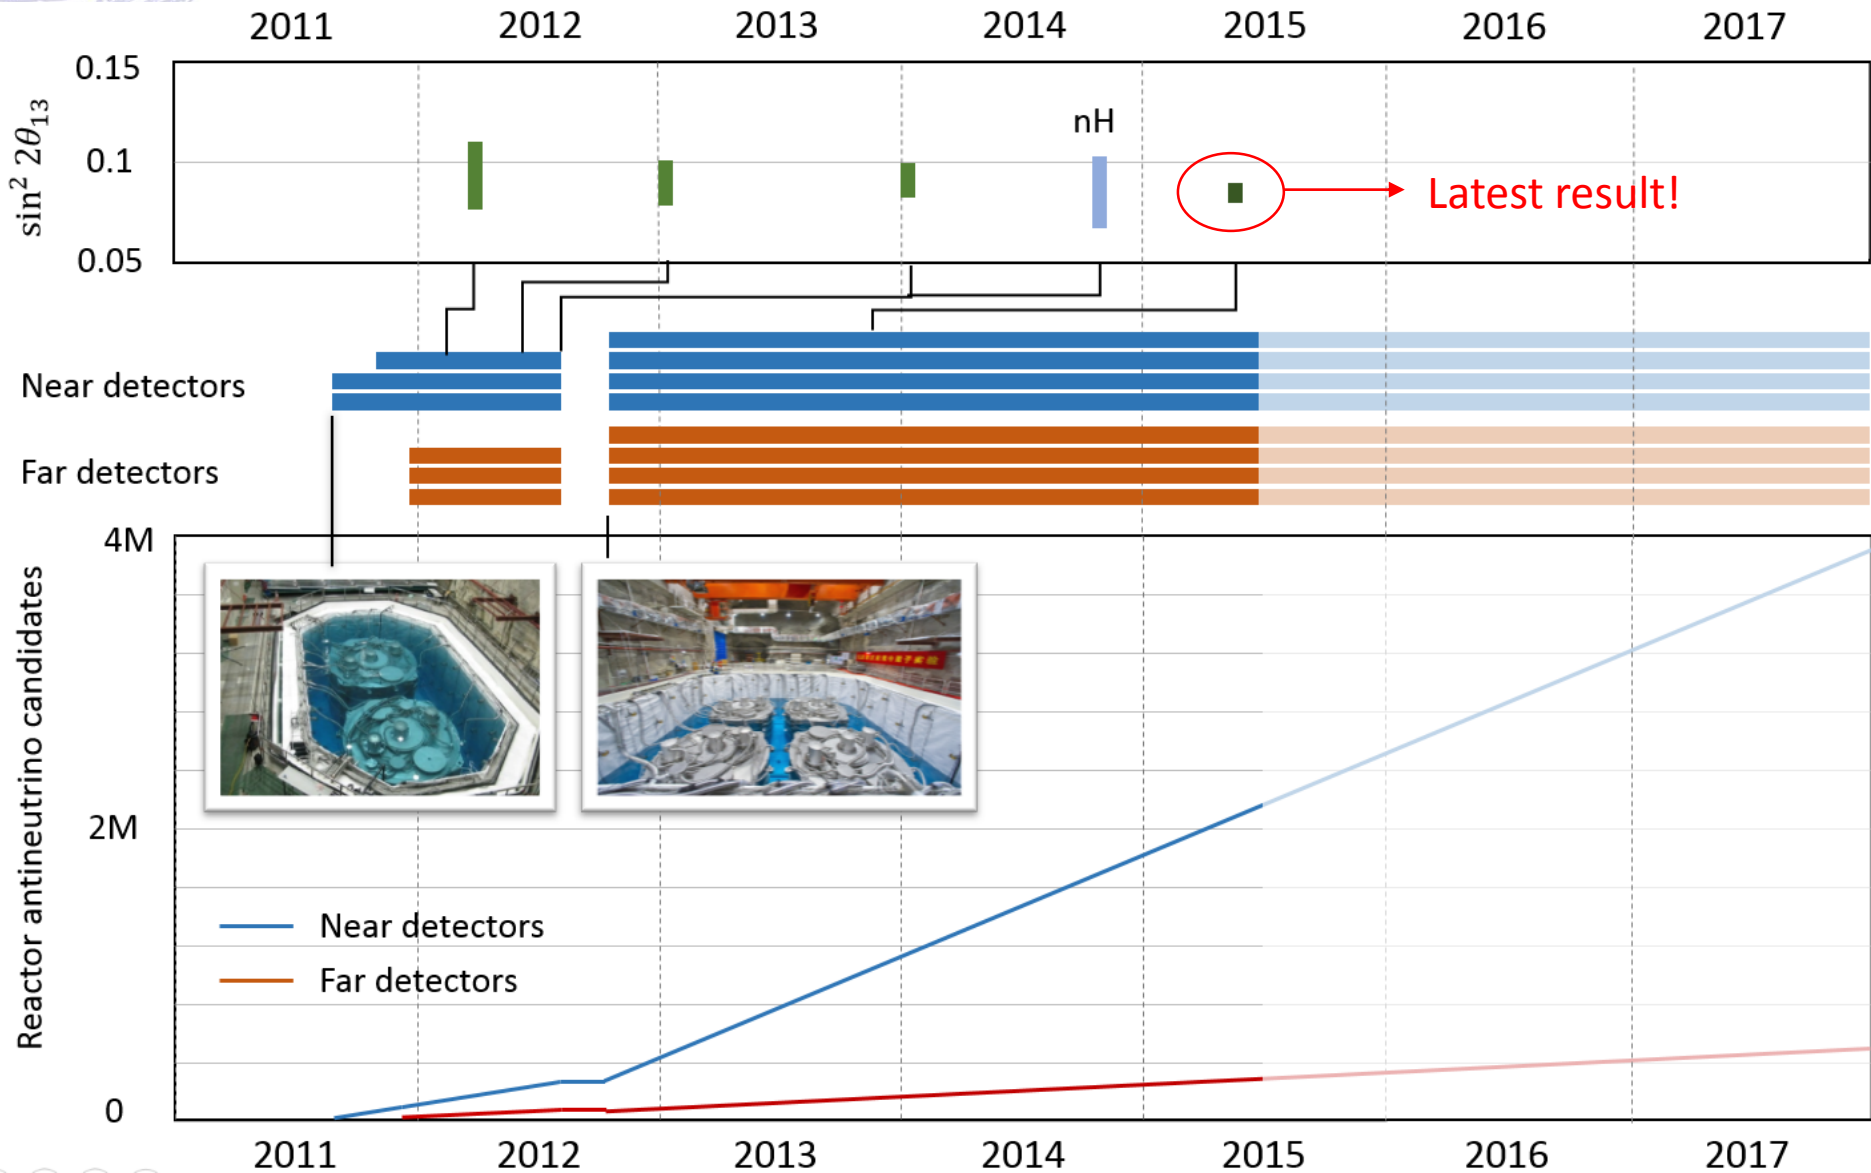 2011 2012 2013 2014 2015 2016 2017
0.15
sin² 2θ₁₃
nH
0.1
Latest result!
0.05
Near detectors
Far detectors
4M
Reactor antineutrino candidates
2M
Near detectors
Far detectors
0
2011 2012 2013 2014 2015 2016 2017